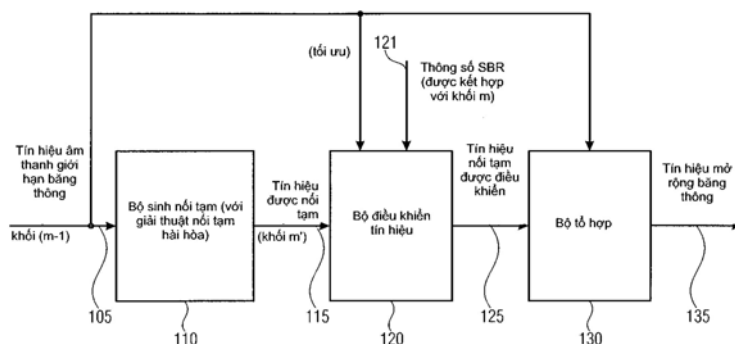 (tối ưu)
121
Thông số SBR
(được kết hợp
với khối m)
Tín hiệu âm
thanh giới
hạn băng thông
khối (m-1)
Bộ sinh nối tạm (với
giải thuật nối tạm
hài hòa)
Tín hiệu
được nối
tạm
(khối m')
Bộ điều khiển
tín hiệu
Tín hiệu
nối tạm
được điều
khiển
Bộ tổ hợp
Tín hiệu mở
rộng băng
thông
105
110
115
120
125
130
135